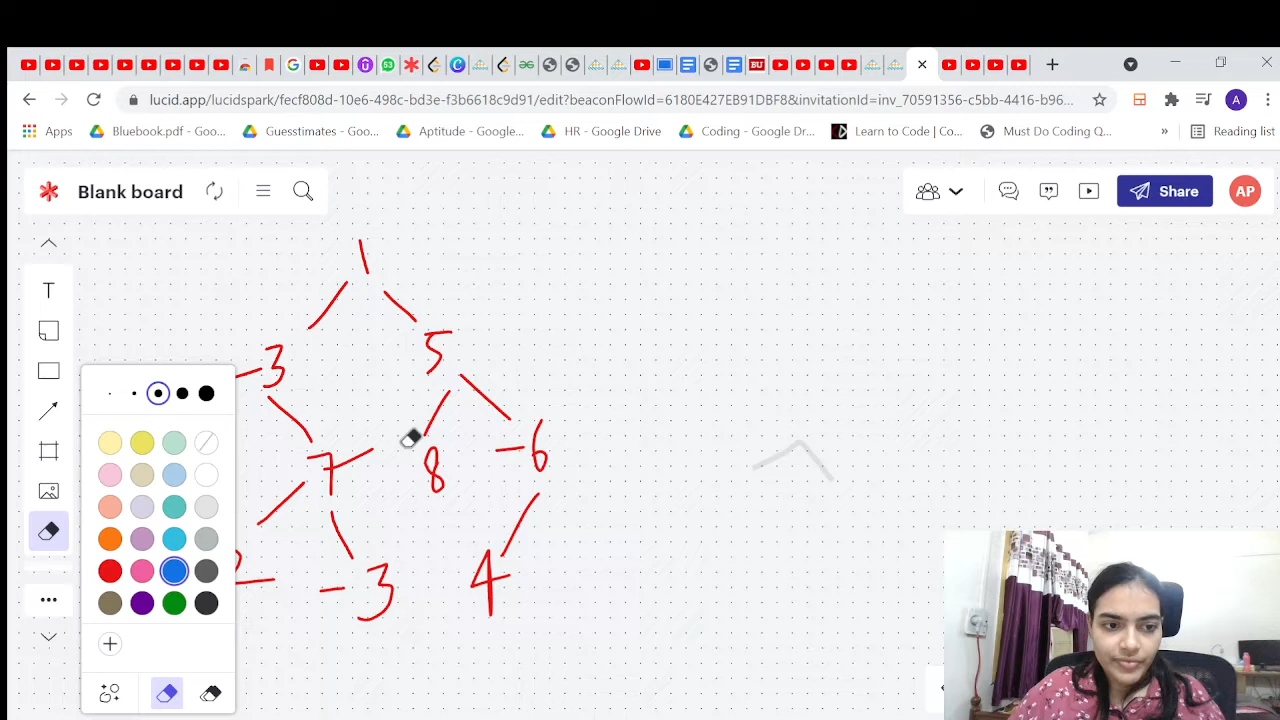 53
BU
lucid.app/lucidspark/fecf808d-10e6-498c-bd3e-f3b6618c9d91/edit?beaconFlowId=6180E427EB91DBF8&invitationId=inv_70591356-c5bb-4416-b96...
A
Apps Bluebook.pdf - Goo... Guesstimates - Goo... Aptitude - Google... HR - Google Drive Coding - Google Dr... Learn to Code | Co... Must Do Coding Q... » Reading list
Blank board Share AP
T
1
-3 5
7 8 -6
-3 4